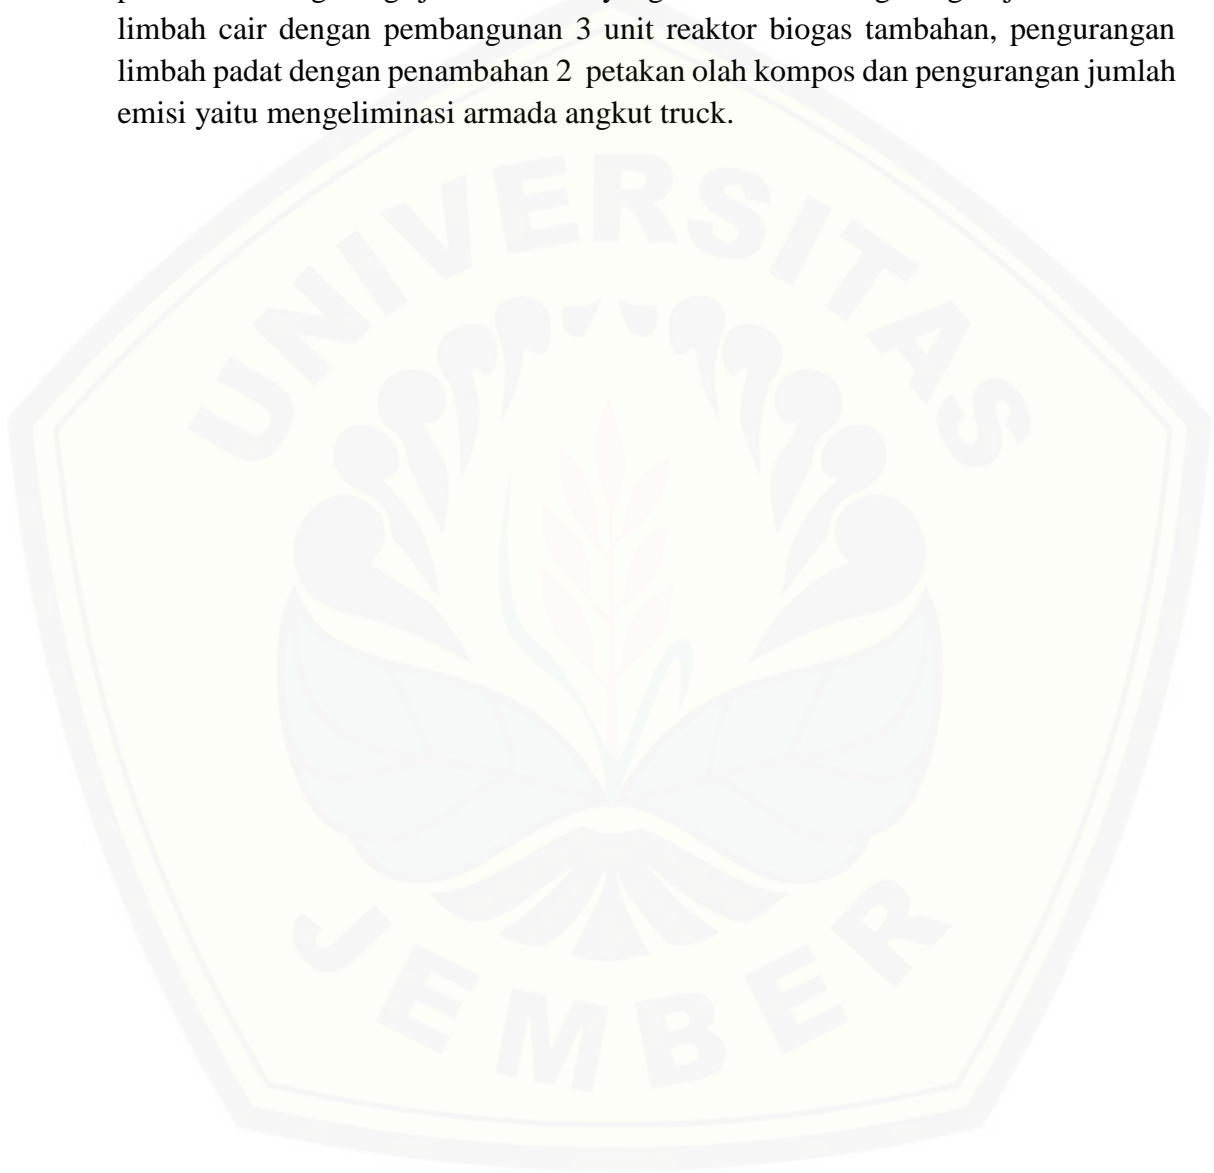 limbah cair dengan pembangunan 3 unit reaktor biogas tambahan, pengurangan
limbah padat dengan penambahan 2 petakan olah kompos dan pengurangan jumlah
emisi yaitu mengeliminasi armada angkut truck.
UNIVERSITAS
JEMBER